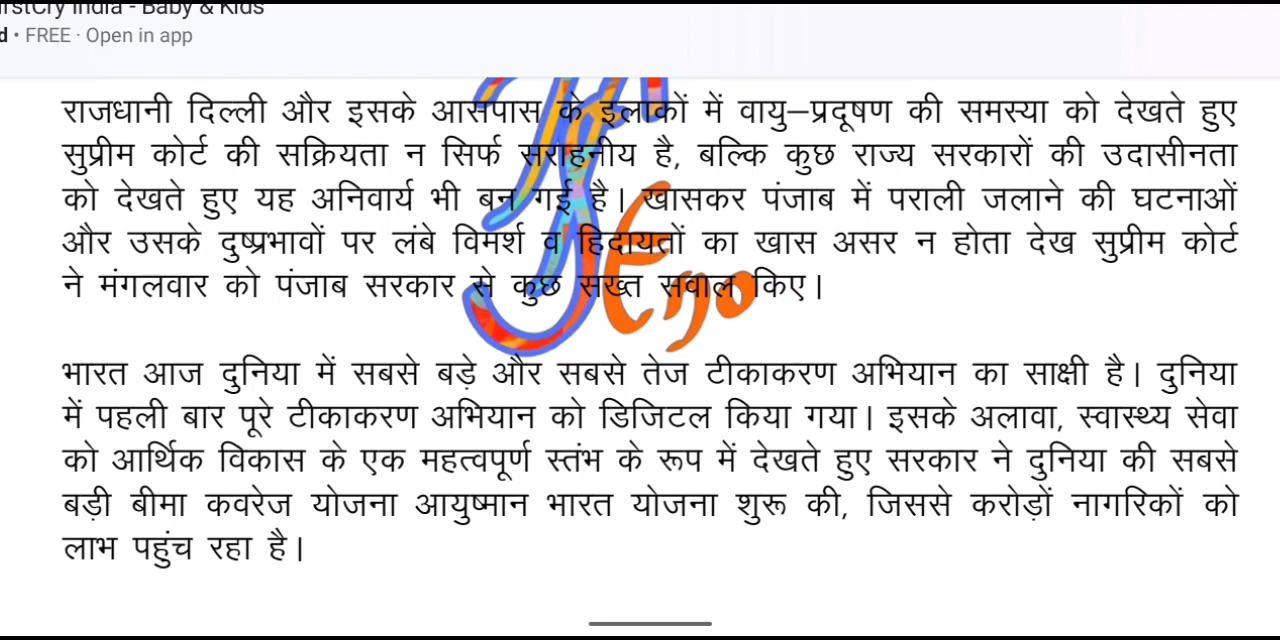 FirstCry India - Baby & Kids
d • FREE · Open in app
राजधानी दिल्ली और इसके आसपास के इलाकों में वायु–प्रदूषण की समस्या को देखते हुए
सुप्रीम कोर्ट की सक्रियता न सिर्फ सराहनीय है, बल्कि कुछ राज्य सरकारों की उदासीनता
को देखते हुए यह अनिवार्य भी बन गई है। खासकर पंजाब में पराली जलाने की घटनाओं
और उसके दुष्प्रभावों पर लंबे विमर्श व हिदायतों का खास असर न होता देख सुप्रीम कोर्ट
ने मंगलवार को पंजाब सरकार से कुछ सख्त सवाल किए।
भारत आज दुनिया में सबसे बड़े और सबसे तेज टीकाकरण अभियान का साक्षी है। दुनिया
में पहली बार पूरे टीकाकरण अभियान को डिजिटल किया गया। इसके अलावा, स्वास्थ्य सेवा
को आर्थिक विकास के एक महत्वपूर्ण स्तंभ के रूप में देखते हुए सरकार ने दुनिया की सबसे
बड़ी बीमा कवरेज योजना आयुष्मान भारत योजना शुरू की, जिससे करोड़ों नागरिकों को
लाभ पहुंच रहा है।